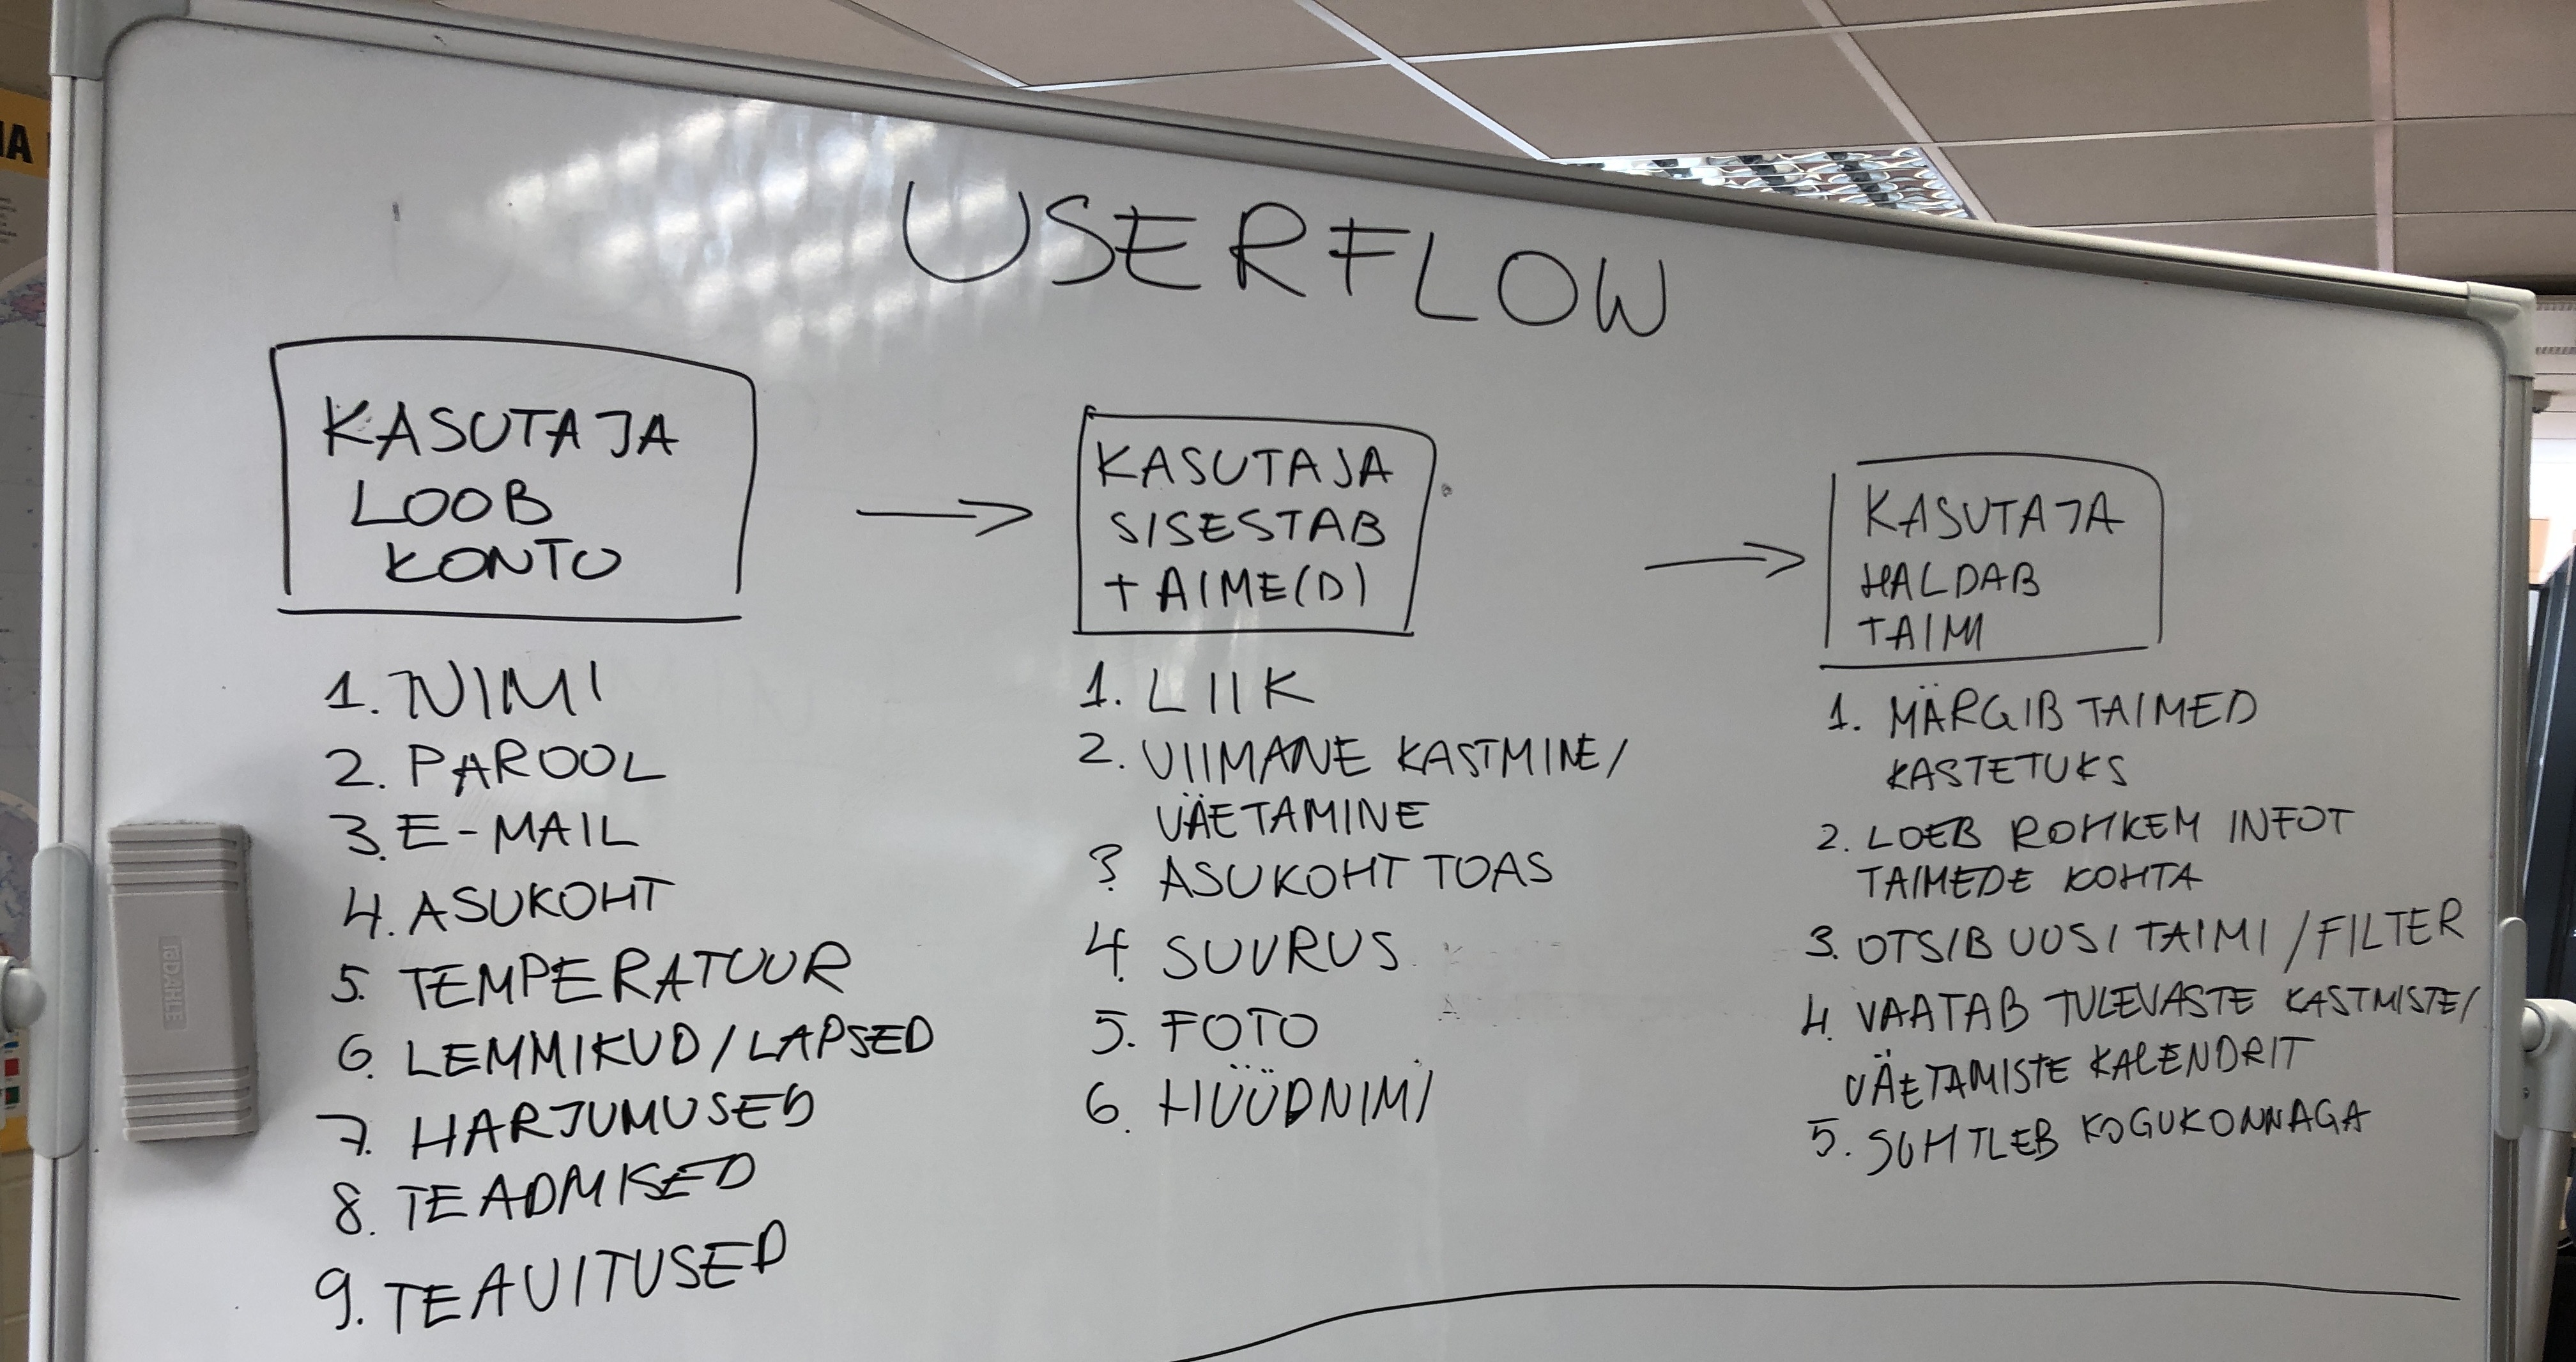 USERFLOW
KASUTAJA
LOOB
KONTO
1. NIMI
2. PAROOL
3. E-MAIL
4. ASUKOHT
5. TEMPERATUUR
6. LEMMIKUD/LAPSED
7. HARJUMUSED
8. TEADMISED
9. TEAVITUSED
KASUTAJA
SISESTAB
TAIME(D)
1. LIIK
2. VIIMANE KASTMINE/
VÄETAMINE
? ASUKOHT TOAS
4. SUURUS
5. FOTO
6. HÜÜDNIMI
KASUTAJA
HALDAB
TAIMI
1. MÄRGIB TAIMED
KASTETUKS
2. LOEB ROHKEM INFOT
TAIMEDE KOHTA
3. OTSIB UUSI TAIMI/FILTER
4. VAATAB TULEVASTE KASTMISTE/
VÄETAMISTE KALENDRIT
5. SUHTLEB KOGUKONNAGA
DAHLE